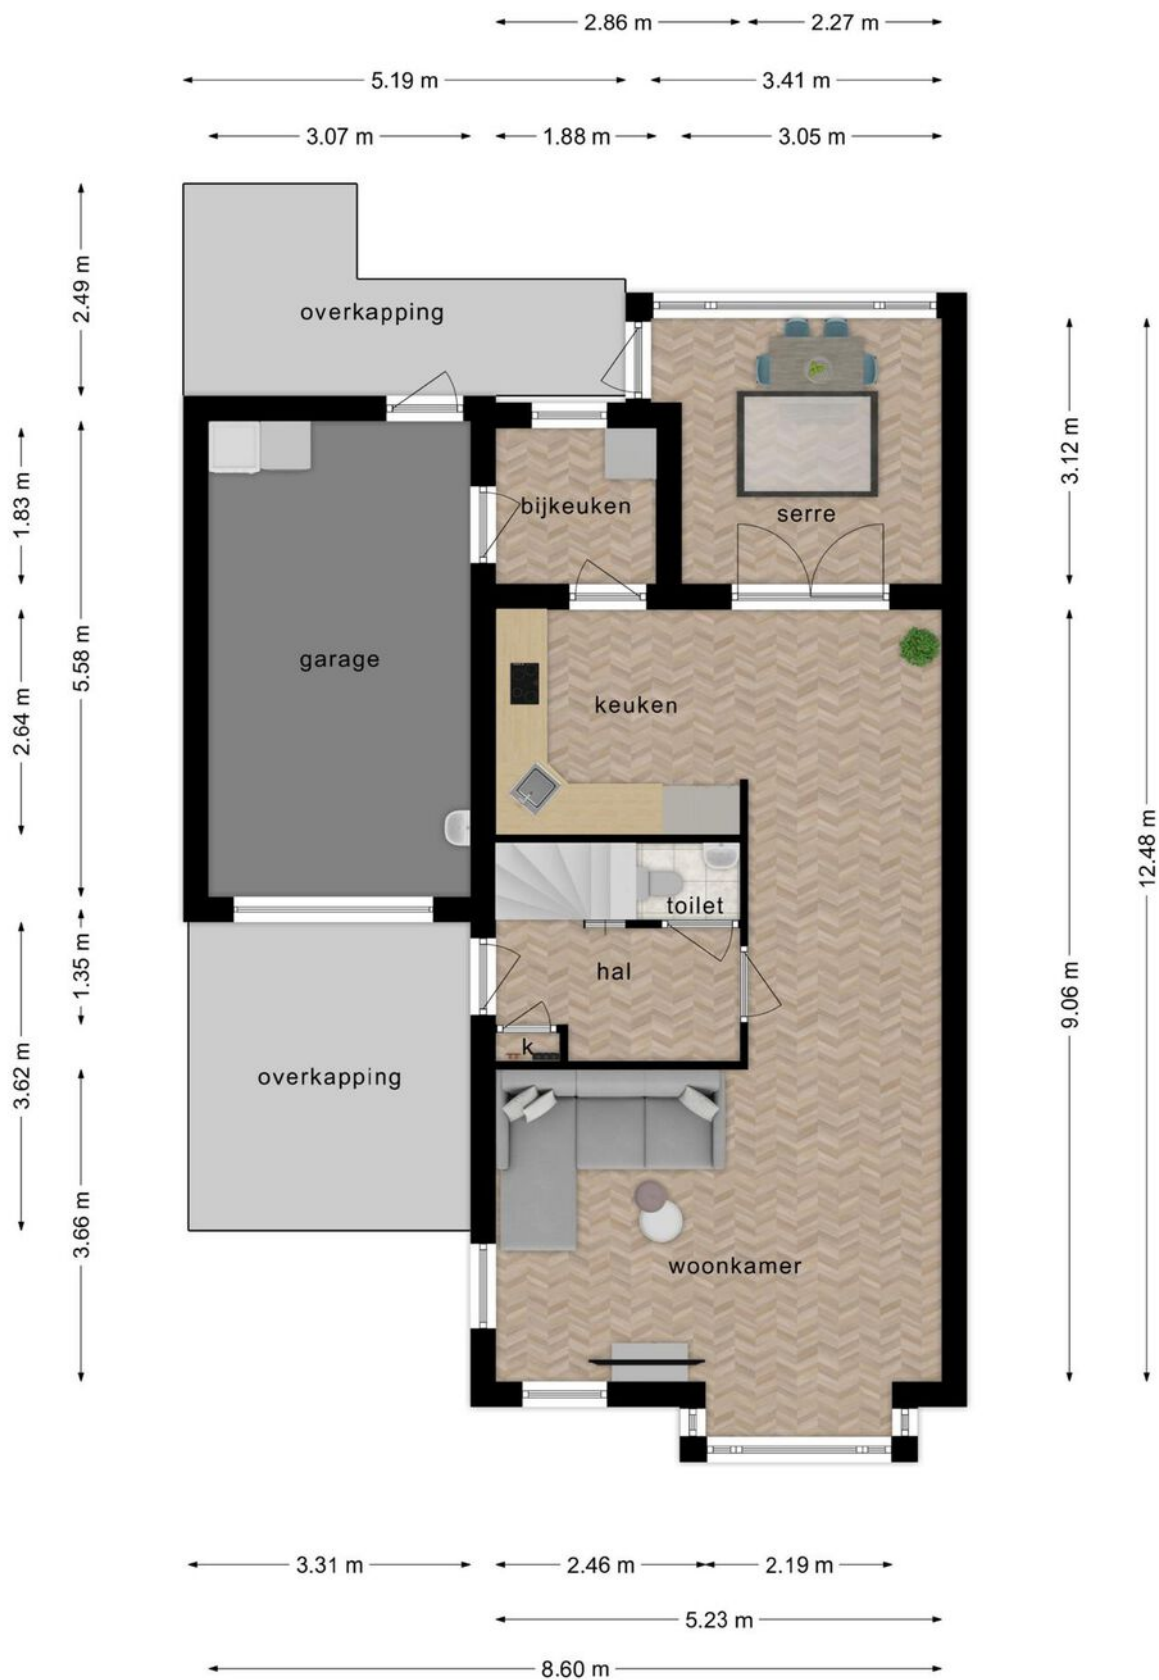 2.86 m
2.27 m
5.19 m
3.41 m
3.07 m
1.88 m
3.05 m
2.49 m
overkapping
1.83 m
bijkeuken
serre
3.12 m
5.58 m
garage
2.64 m
keuken
12.48 m
toilet
1.35 m
hal
9.06 m
k
3.62 m
overkapping
3.66 m
woonkamer
3.31 m
2.46 m
2.19 m
5.23 m
8.60 m